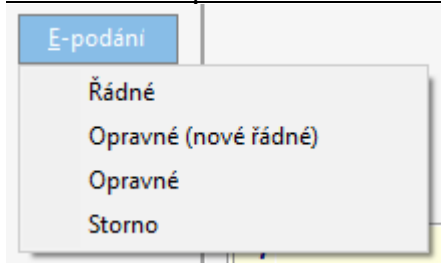 E-podání
Řádné
Opravné (nové řádné)
Opravné
Storno